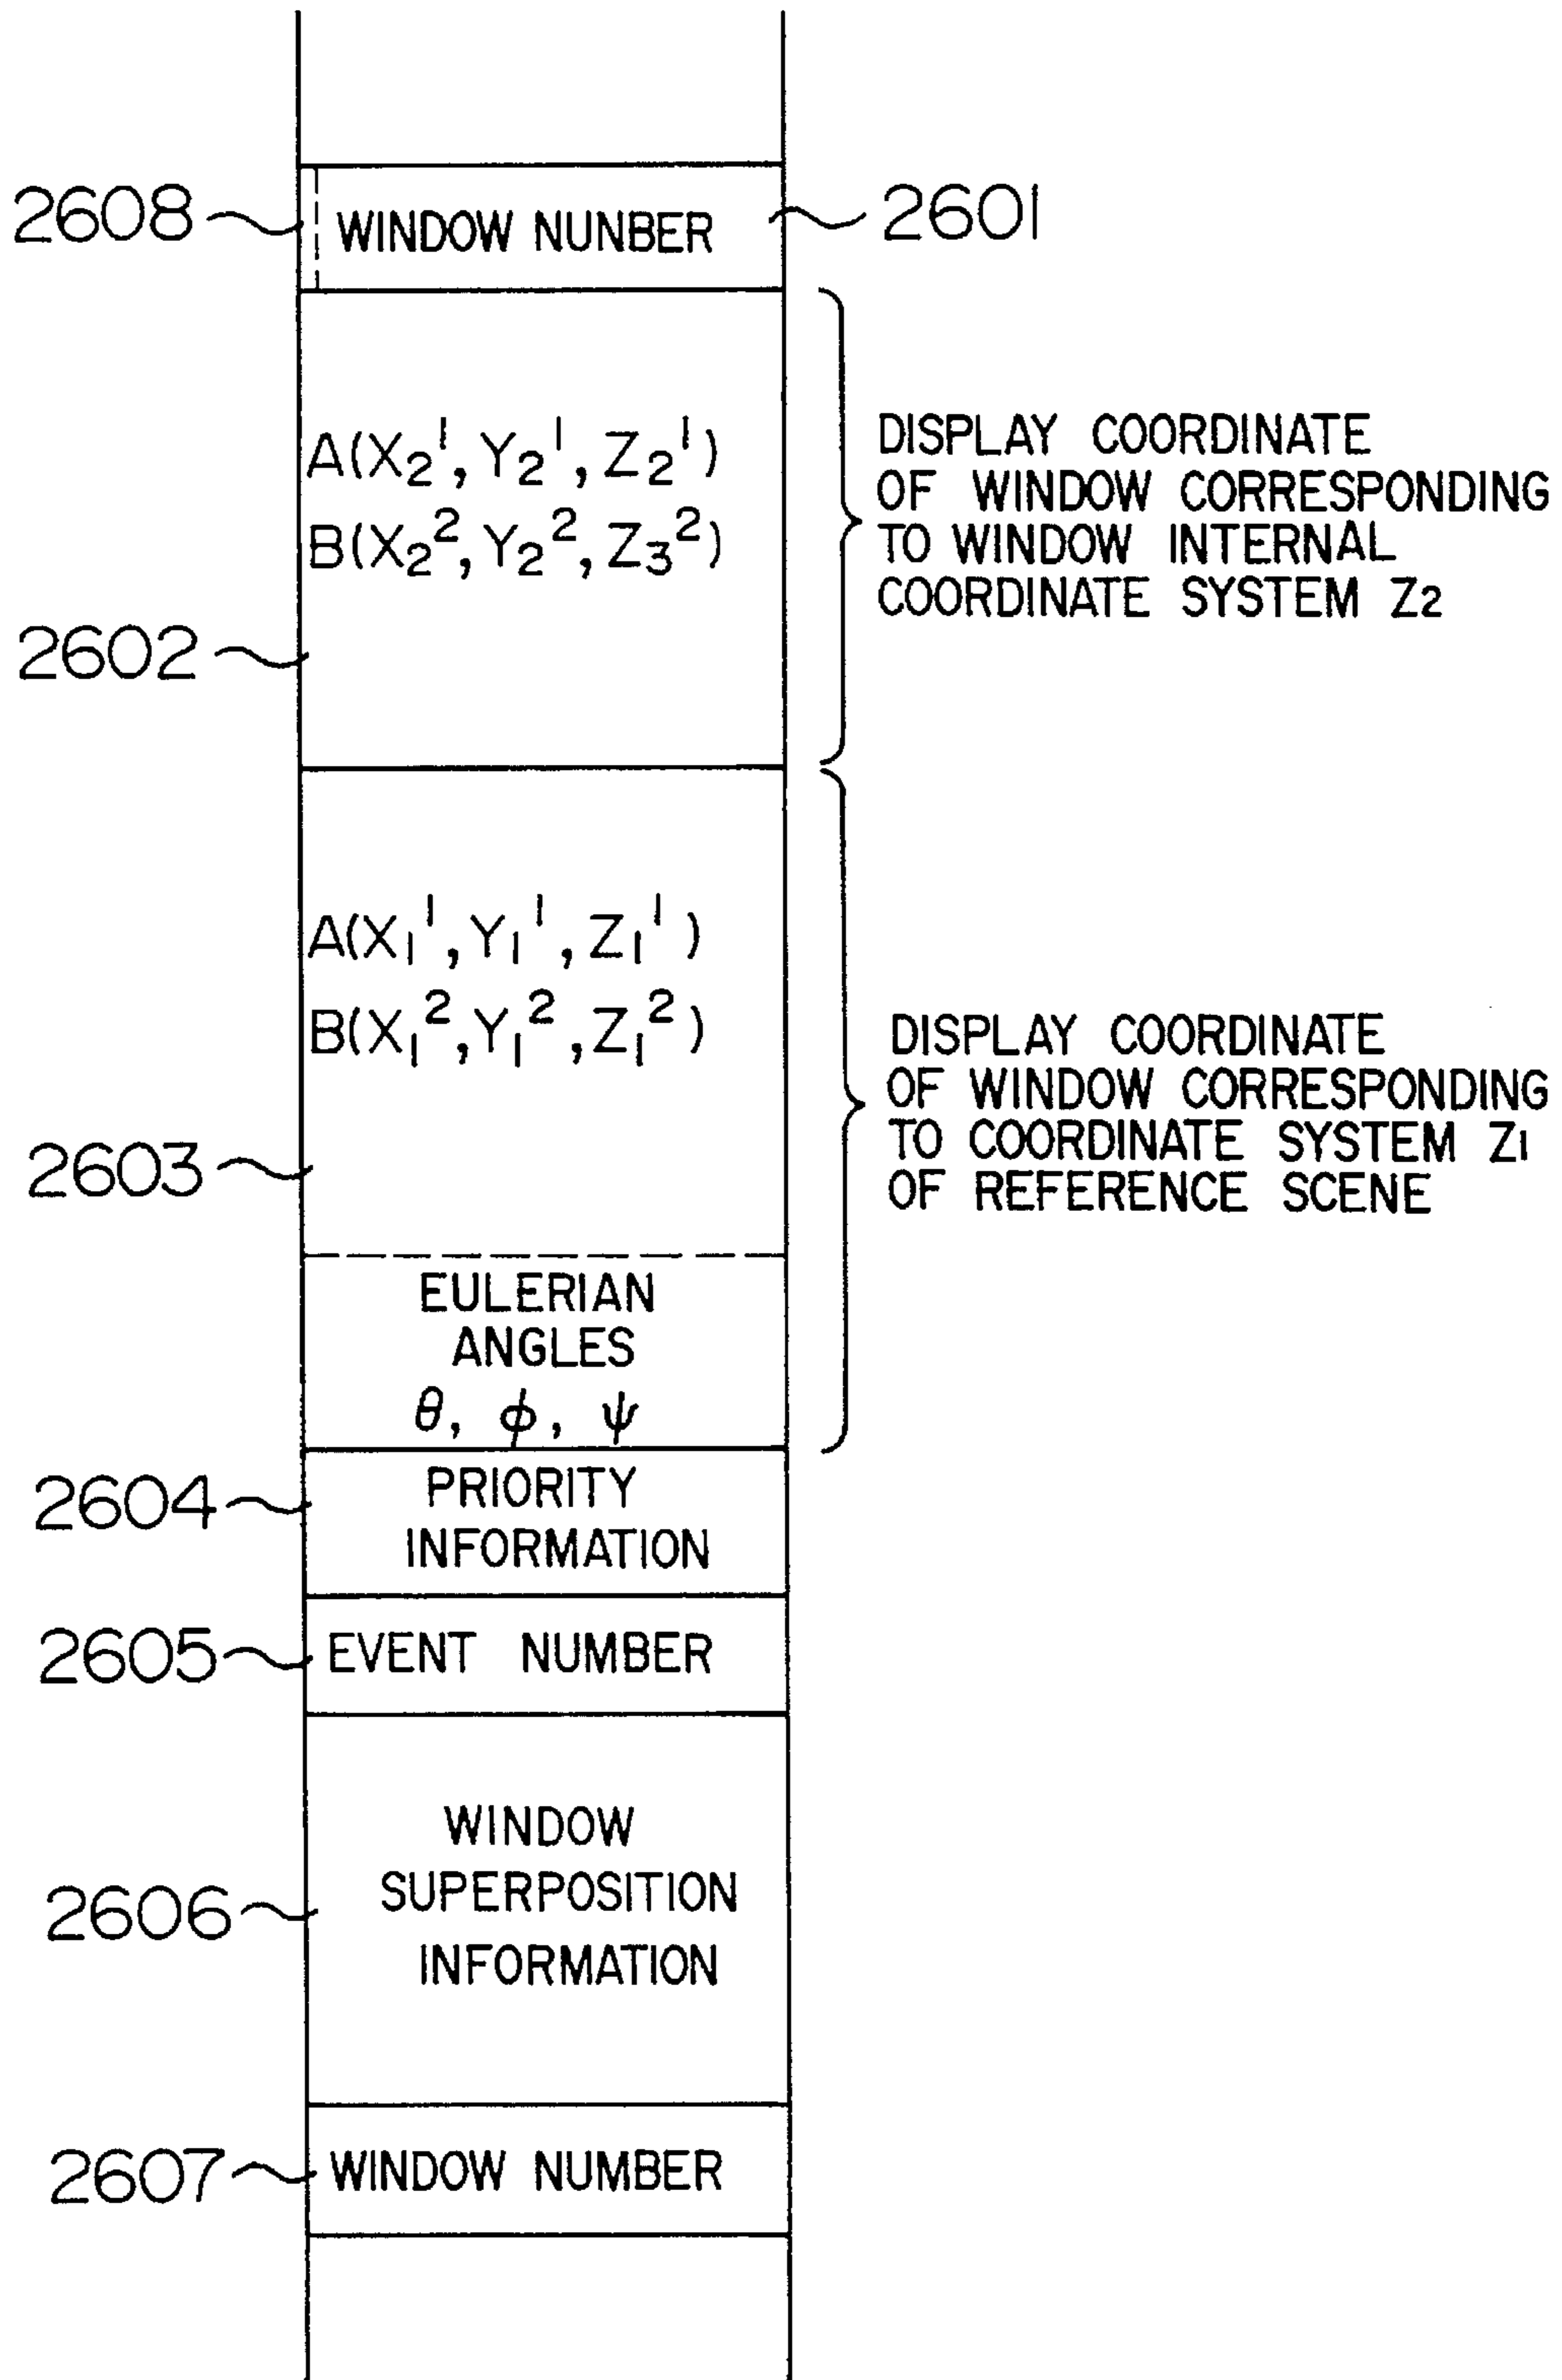 2608 WINDOW NUNBER 2601
A(X₂¹, Y₂¹, Z₂¹)
B(X₂², Y₂², Z₃²)
DISPLAY COORDINATE
OF WINDOW CORRESPONDING
TO WINDOW INTERNAL
COORDINATE SYSTEM Z2
2602
A(X₁¹, Y₁¹, Z₁¹)
B(X₁², Y₁², Z₁²)
DISPLAY COORDINATE
OF WINDOW CORRESPONDING
TO COORDINATE SYSTEM Z1
OF REFERENCE SCENE
2603
EULERIAN
ANGLES
θ, φ, ψ
2604 PRIORITY
INFORMATION
2605 EVENT NUMBER
WINDOW
SUPERPOSITION
2606
INFORMATION
2607 WINDOW NUMBER